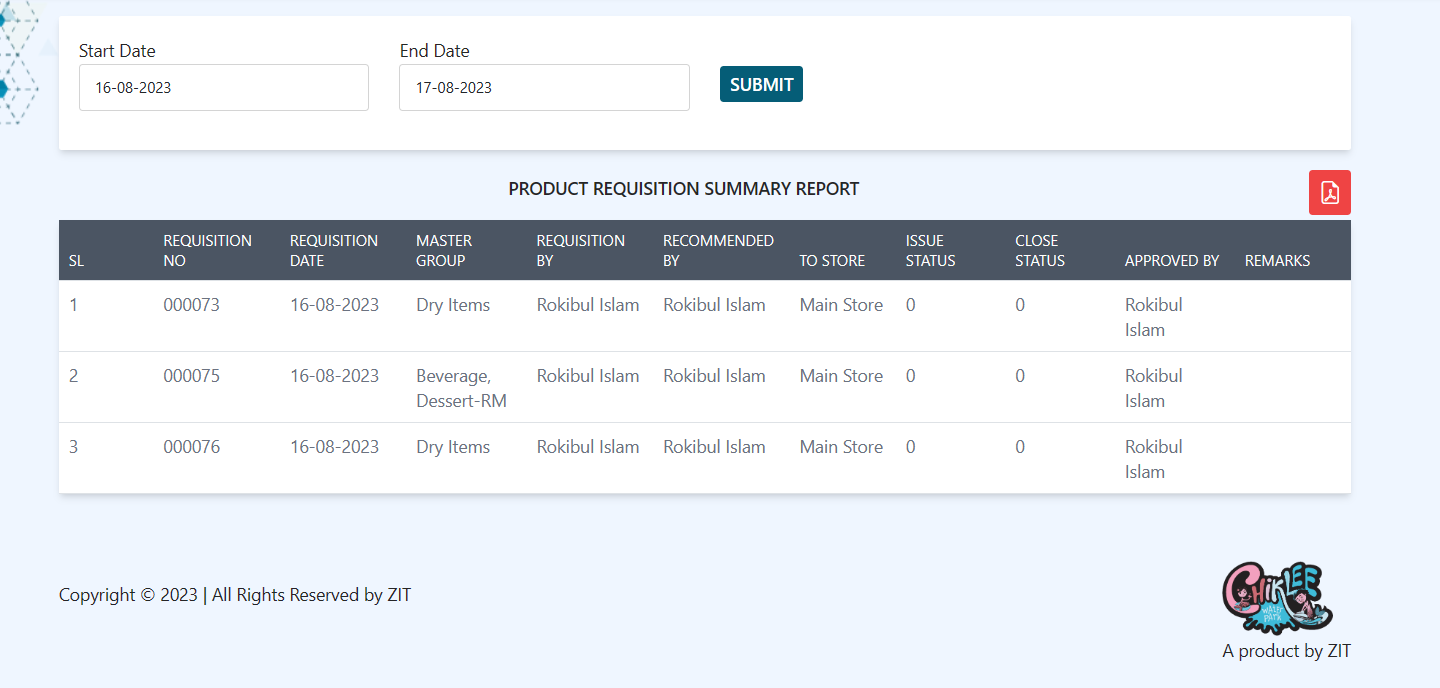 Start Date
End Date
16-08-2023
17-08-2023
SUBMIT
PRODUCT REQUISITION SUMMARY REPORT
SL REQUISITION NO REQUISITION DATE MASTER GROUP REQUISITION BY RECOMMENDED BY TO STORE ISSUE STATUS CLOSE STATUS APPROVED BY REMARKS
1 000073 16-08-2023 Dry Items Rokibul Islam Rokibul Islam Main Store 0 0 Rokibul Islam
2 000075 16-08-2023 Beverage, Dessert-RM Rokibul Islam Rokibul Islam Main Store 0 0 Rokibul Islam
3 000076 16-08-2023 Dry Items Rokibul Islam Rokibul Islam Main Store 0 0 Rokibul Islam
Copyright © 2023 | All Rights Reserved by ZIT
CHIKLEE
WATER
PARK
A product by ZIT